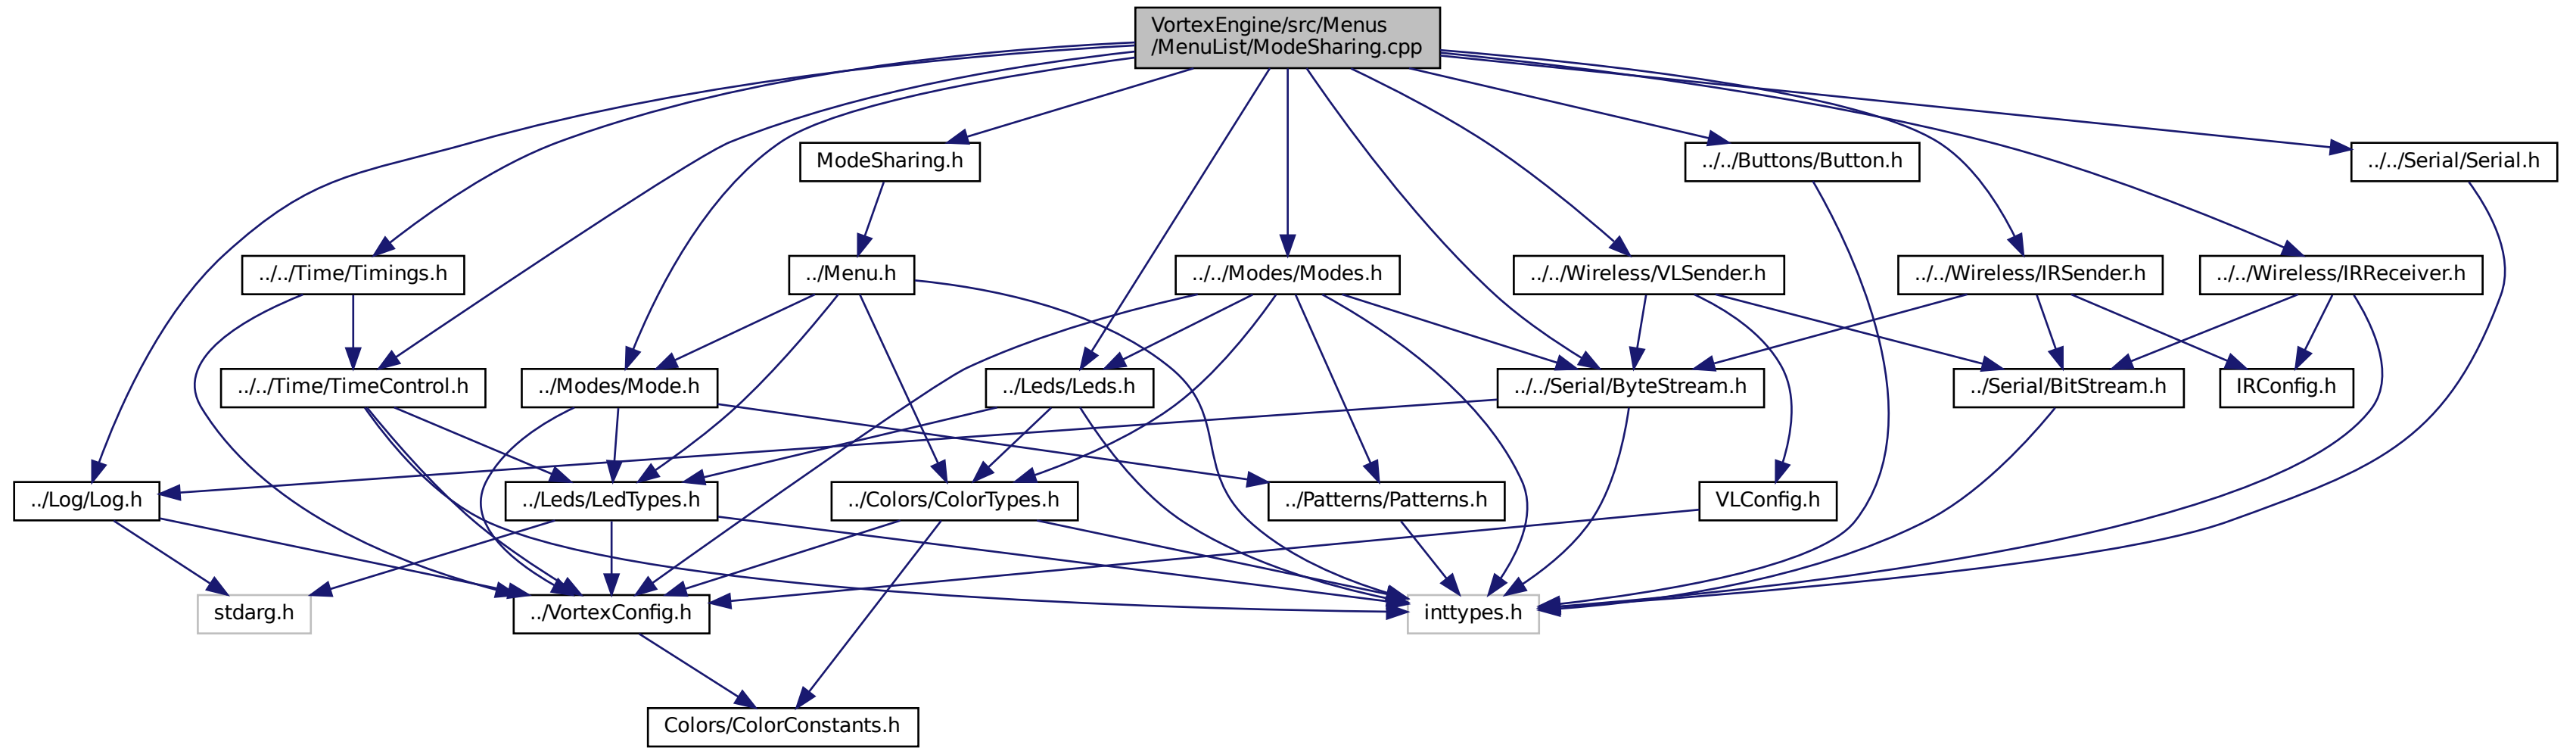 VortexEngine/src/Menus
/MenuList/ModeSharing.cpp
ModeSharing.h
../../Buttons/Button.h
../../Serial/Serial.h
../../Time/Timings.h
../Menu.h
../../Modes/Modes.h
../../Wireless/VLSender.h
../../Wireless/IRSender.h
../../Wireless/IRReceiver.h
../../Time/TimeControl.h
../Modes/Mode.h
../Leds/Leds.h
../../Serial/ByteStream.h
../Serial/BitStream.h
IRConfig.h
../Log/Log.h
../Leds/LedTypes.h
../Colors/ColorTypes.h
../Patterns/Patterns.h
VLConfig.h
stdarg.h
../VortexConfig.h
inttypes.h
Colors/ColorConstants.h